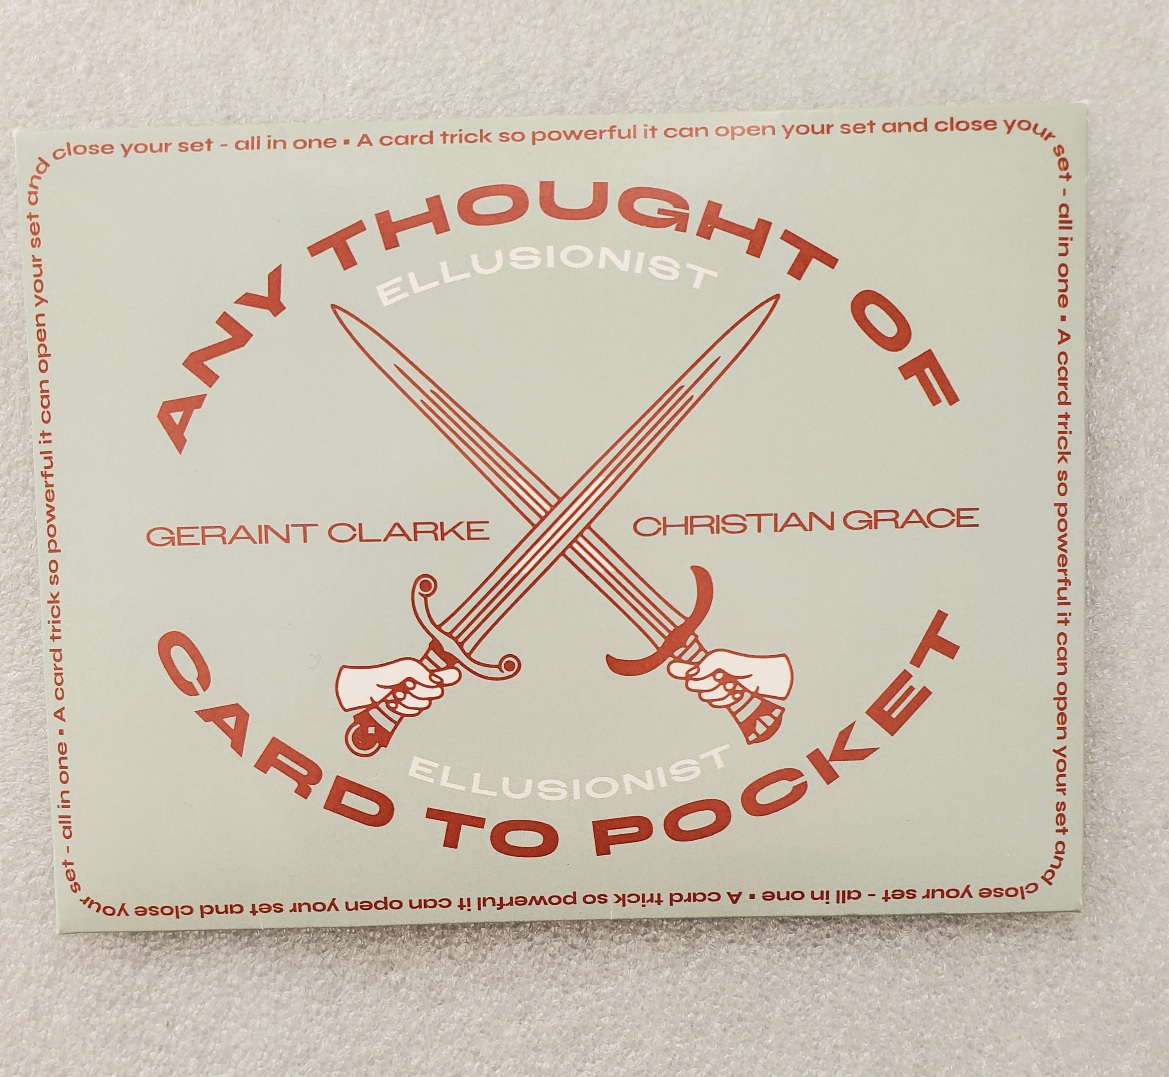 close your set - all in one ▪ A card trick so powerful it can open your set and close your
set - all in one ▪ A card trick so powerful it can open your set and
close your set - all in one ▪ A card trick so powerful it can open your set and close your
set - all in one ▪ A card trick so powerful it can open your set and
ANY THOUGHT OF
ELLUSIONIST
GERAINT CLARKE
CHRISTIAN GRACE
ELLUSIONIST
CARD TO POCKET